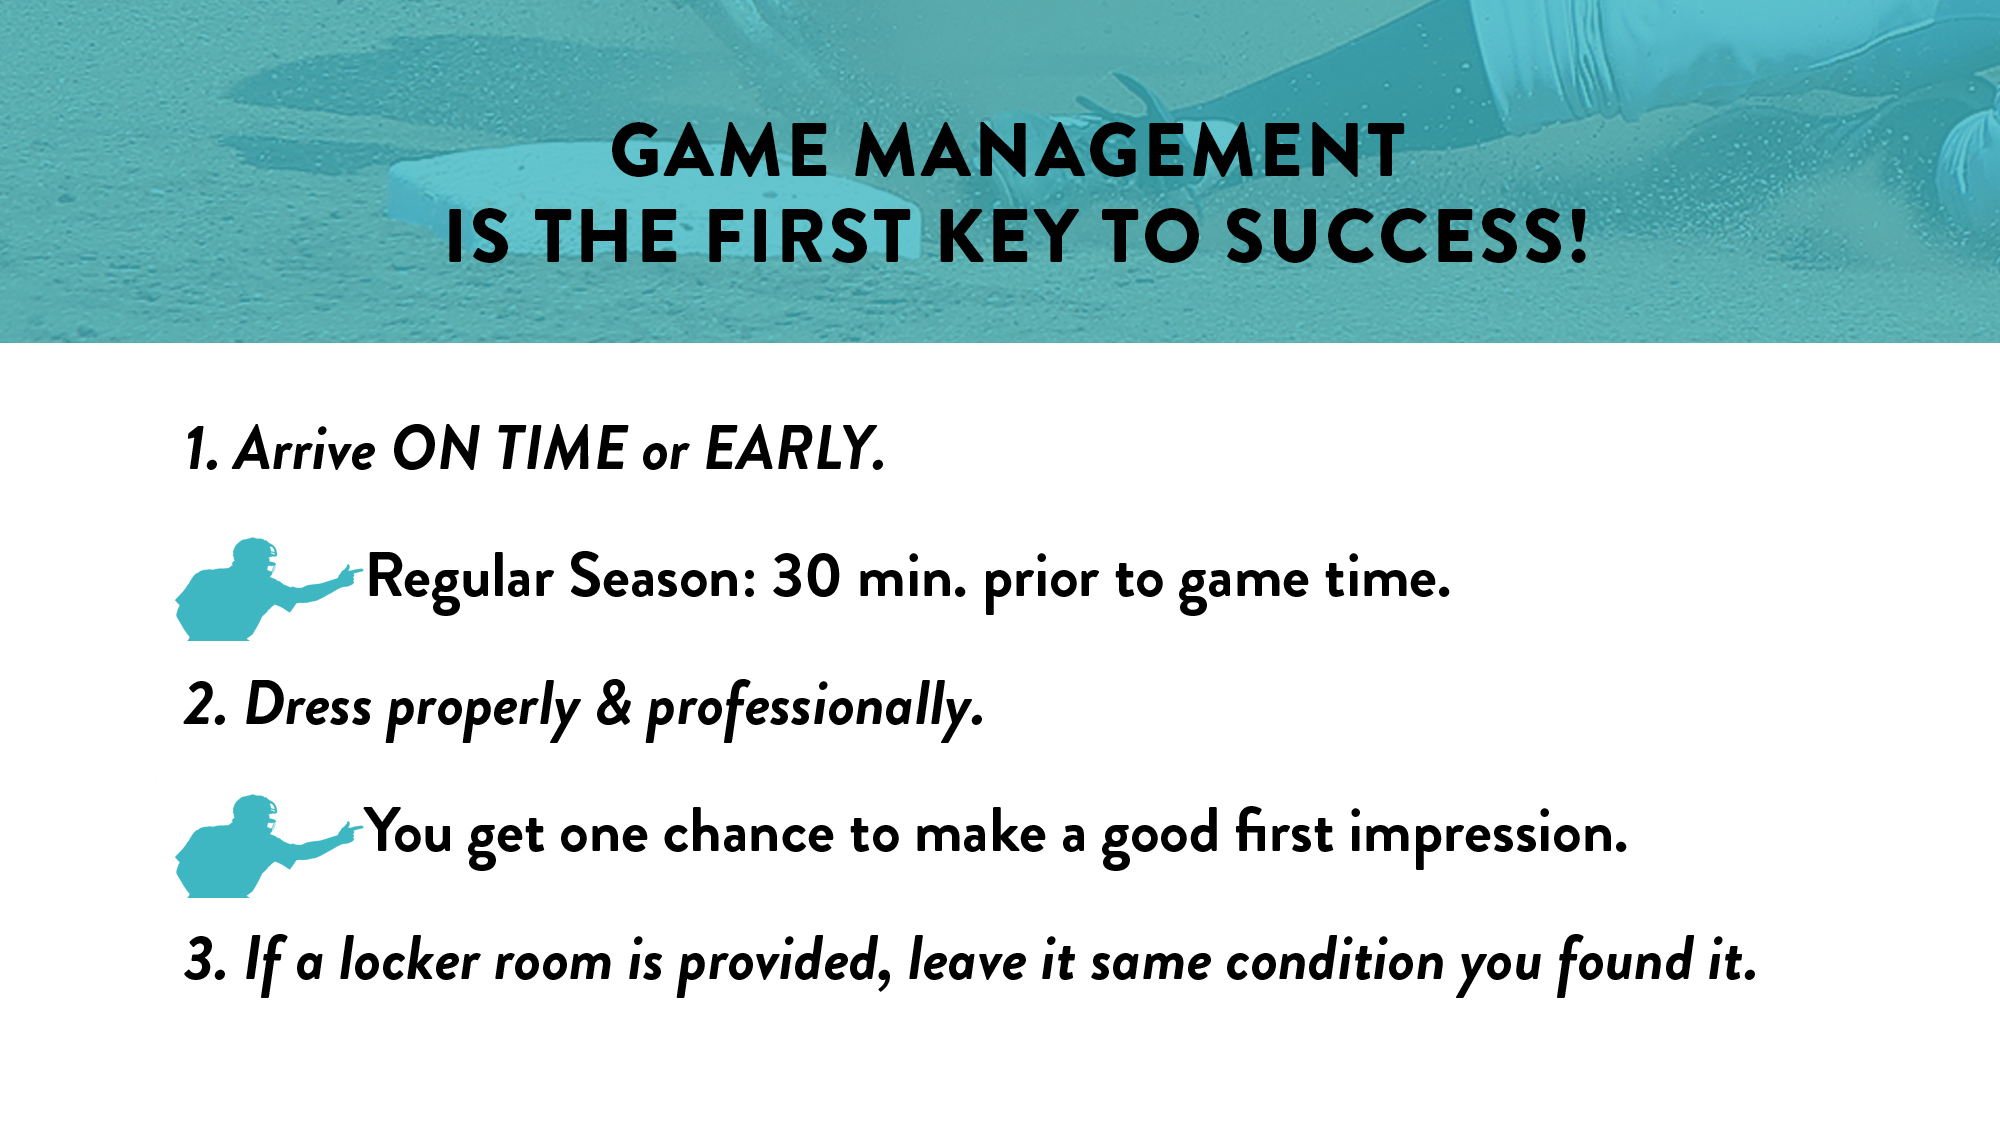 GAME MANAGEMENT
IS THE FIRST KEY TO SUCCESS!
1. Arrive ON TIME or EARLY.
Regular Season: 30 min. prior to game time.
2. Dress properly & professionally.
You get one chance to make a good first impression.
3. If a locker room is provided, leave it same condition you found it.